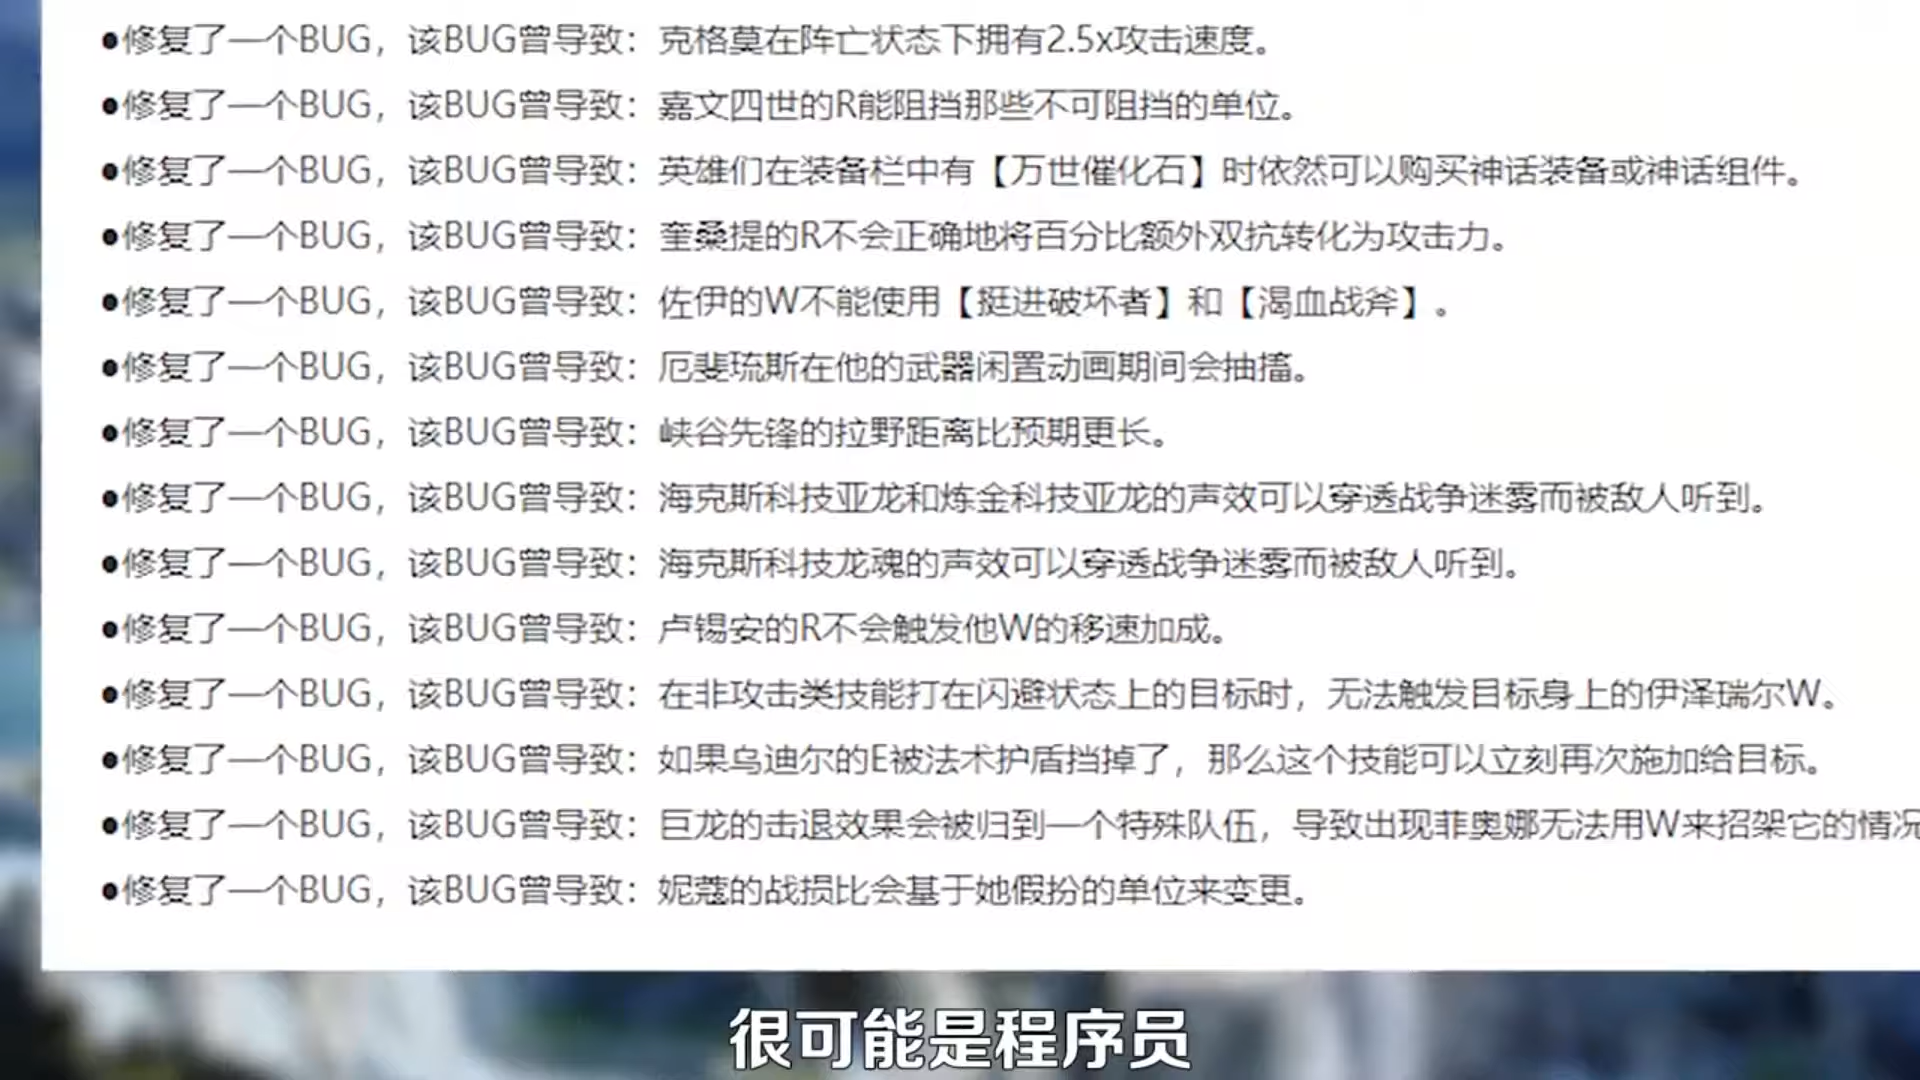 ●修复了一个BUG，该BUG曾导致：克格莫在阵亡状态下拥有2.5x攻击速度。
●修复了一个BUG，该BUG曾导致：嘉文四世的R能阻挡那些不可阻挡的单位。
●修复了一个BUG，该BUG曾导致：英雄们在装备栏中有【万世催化石】时依然可以购买神话装备或神话组件。
●修复了一个BUG，该BUG曾导致：奎桑提的R不会正确地将百分比额外双抗转化为攻击力。
●修复了一个BUG，该BUG曾导致：佐伊的W不能使用【挺进破坏者】和【渴血战斧】。
●修复了一个BUG，该BUG曾导致：厄斐琉斯在他的武器闲置动画期间会抽搐。
●修复了一个BUG，该BUG曾导致：峡谷先锋的拉野距离比预期更长。
●修复了一个BUG，该BUG曾导致：海克斯科技亚龙和炼金科技亚龙的声效可以穿透战争迷雾而被敌人听到。
●修复了一个BUG，该BUG曾导致：海克斯科技龙魂的声效可以穿透战争迷雾而被敌人听到。
●修复了一个BUG，该BUG曾导致：卢锡安的R不会触发他W的移速加成。
●修复了一个BUG，该BUG曾导致：在非攻击类技能打在闪避状态上的目标时，无法触发目标身上的伊泽瑞尔W。
●修复了一个BUG，该BUG曾导致：如果乌迪尔的E被法术护盾挡掉了，那么这个技能可以立刻再次施加给目标。
●修复了一个BUG，该BUG曾导致：巨龙的击退效果会被归到一个特殊队伍，导致出现菲奥娜无法用W来招架它的情况
●修复了一个BUG，该BUG曾导致：妮蔻的战损比会基于她假扮的单位来变更。
很可能是程序员